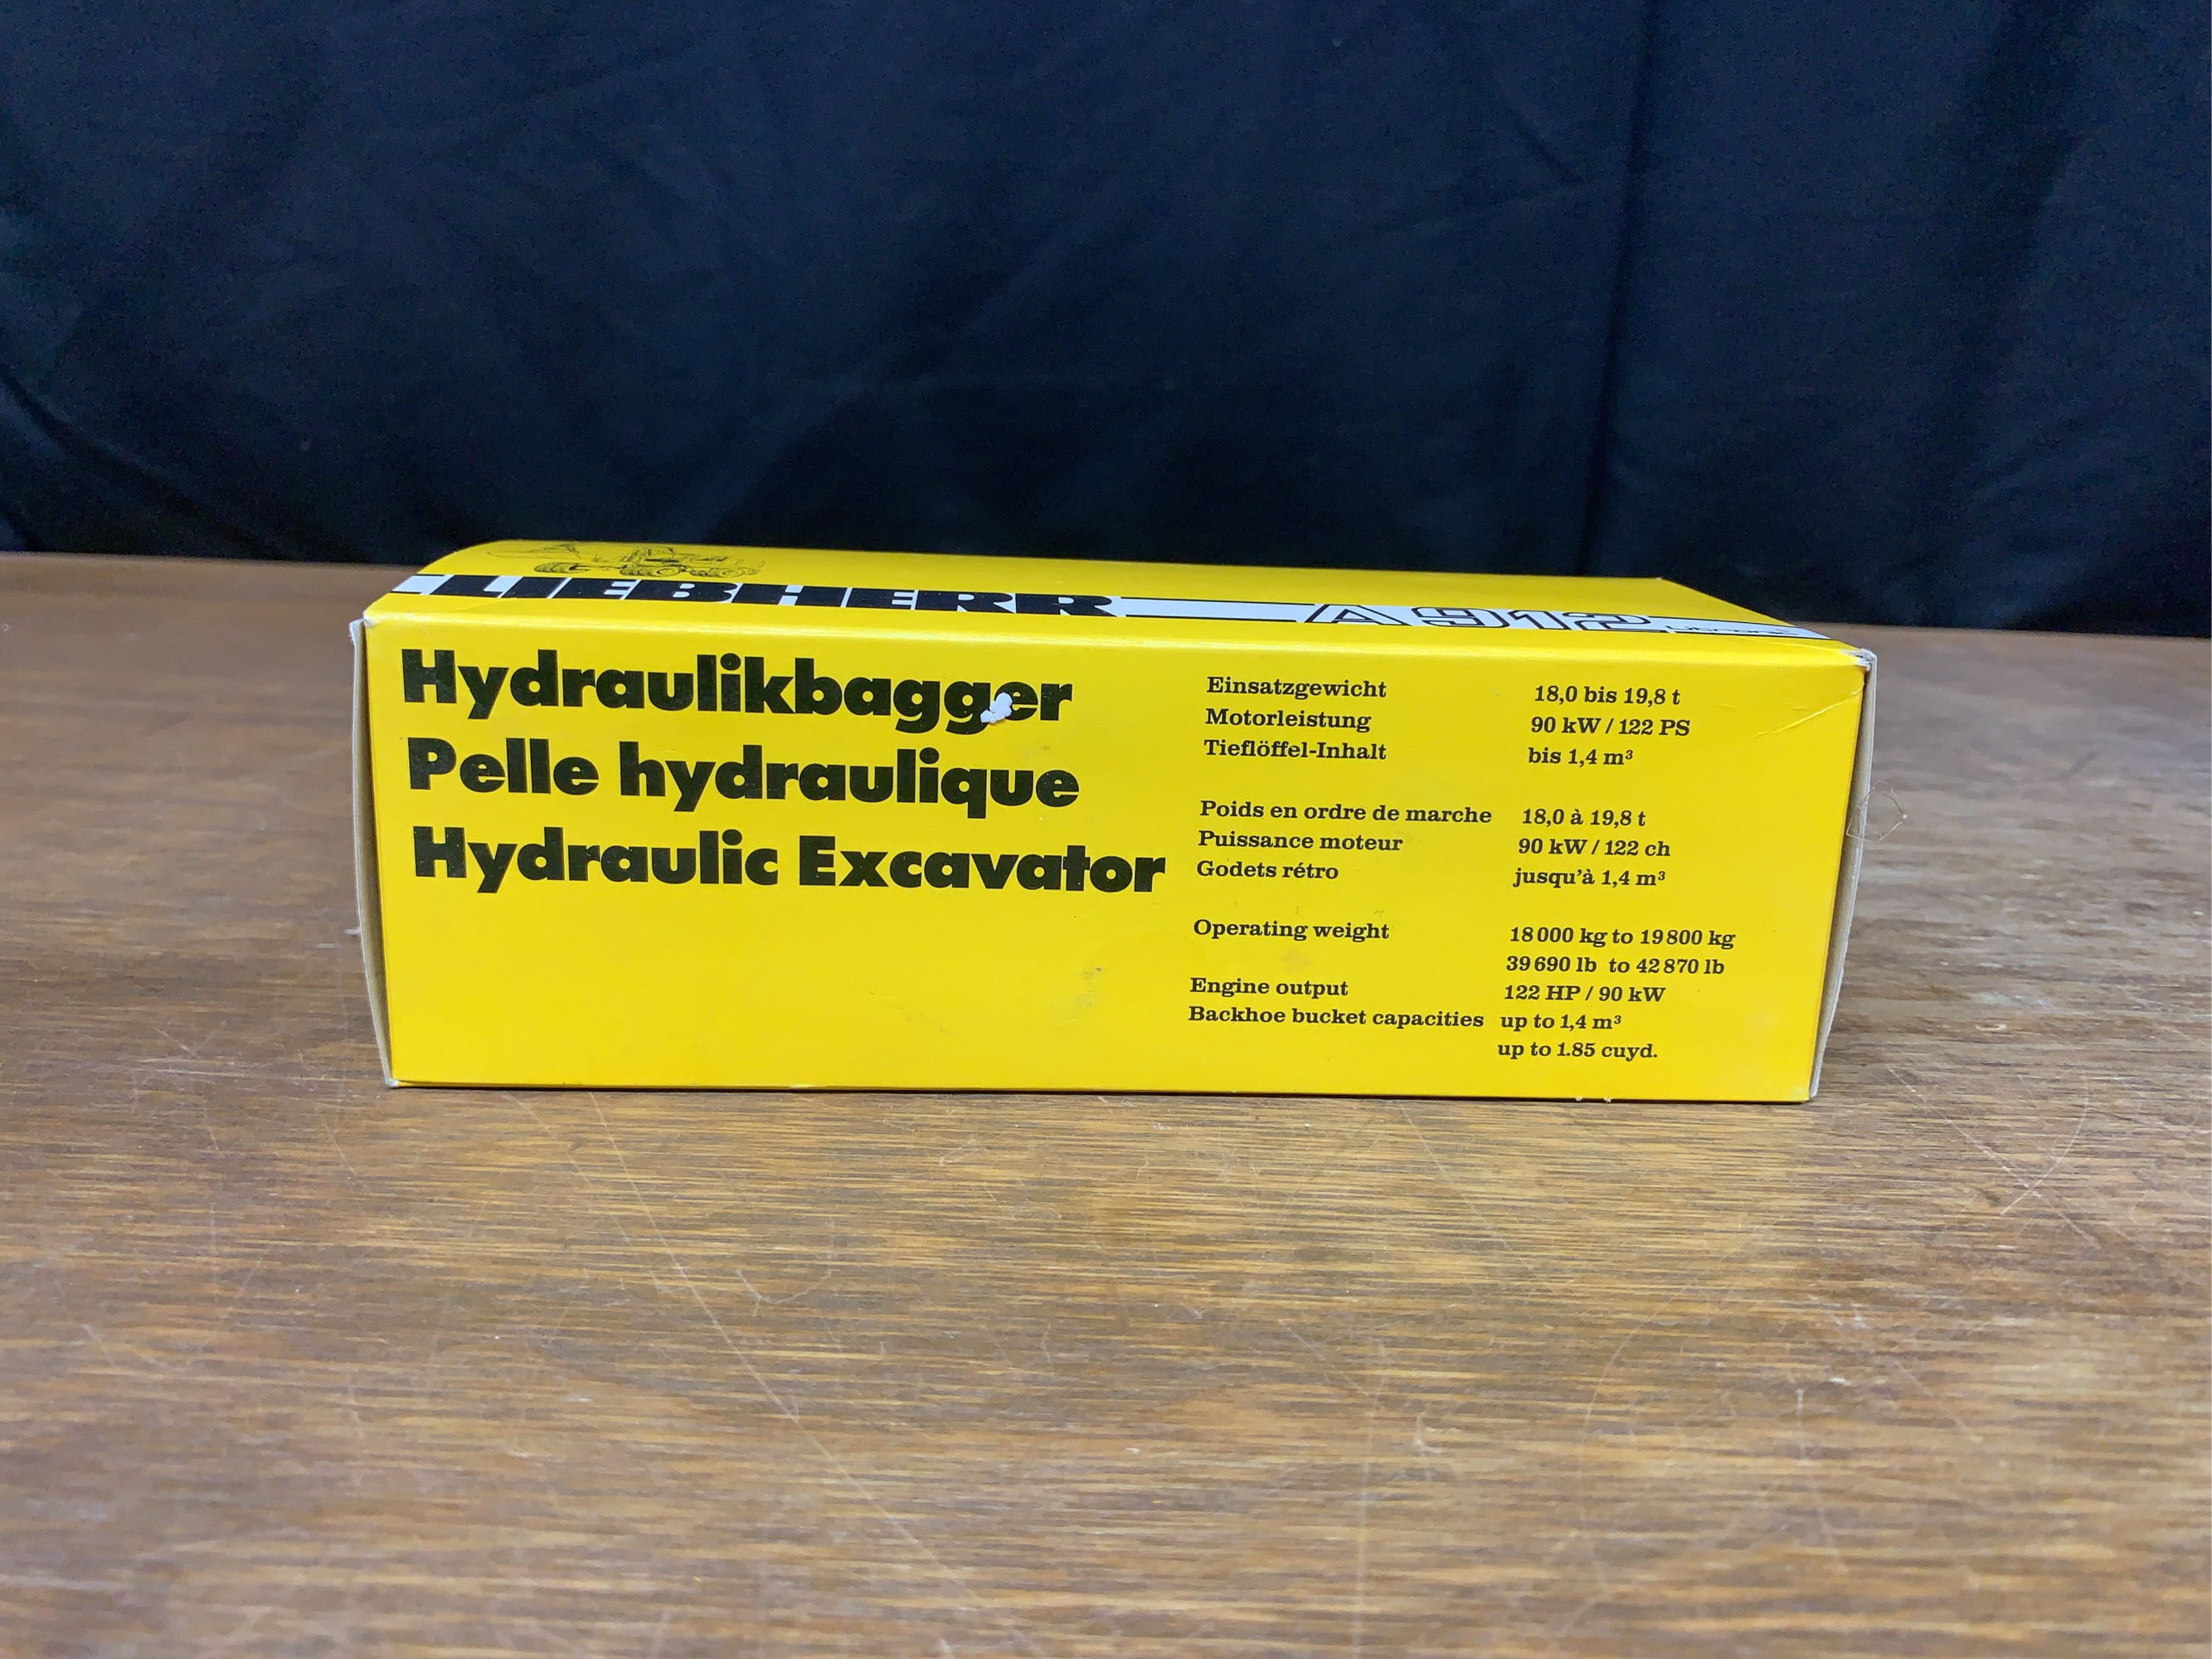 LIEBHERR A 912 Litronic
Hydraulikbagger
Pelle hydraulique
Hydraulic Excavator
Einsatzgewicht 18,0 bis 19,8 t
Motorleistung 90 kW / 122 PS
Tieflöffel-Inhalt bis 1,4 m³
Poids en ordre de marche 18,0 à 19,8 t
Puissance moteur 90 kW / 122 ch
Godets rétro jusqu'à 1,4 m³
Operating weight 18 000 kg to 19 800 kg
39 690 lb to 42 870 lb
Engine output 122 HP / 90 kW
Backhoe bucket capacities up to 1,4 m³
up to 1.85 cuyd.